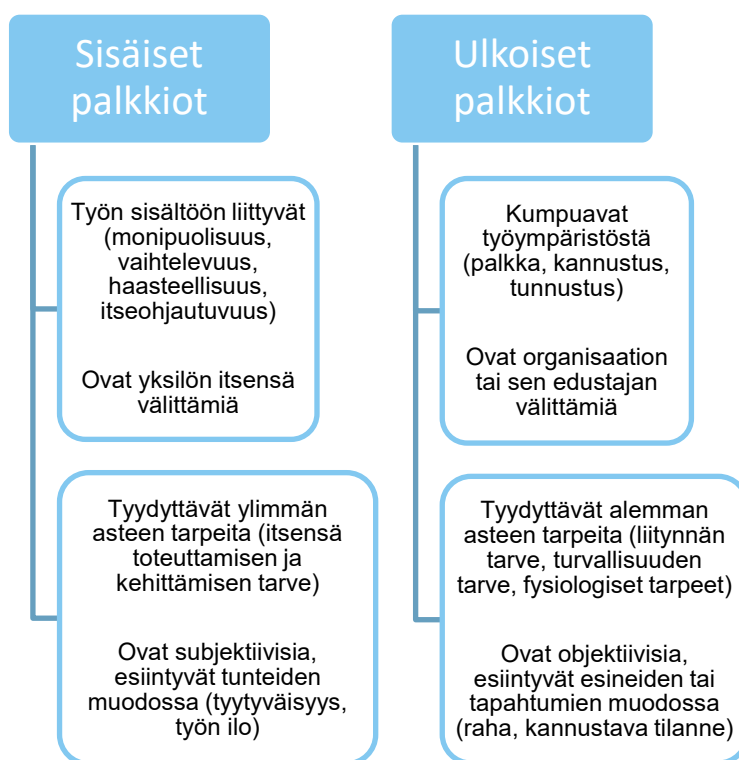 Sisäiset
palkkiot
Työn sisältöön liittyvät
(monipuolisuus,
vaihtelevuus,
haasteellisuus,
itseohjautuvuus)
Ovat yksilön itsensä
välittämiä
Tyydyttävät ylimmän
asteen tarpeita (itsensä
toteuttamisen ja
kehittämisen tarve)
Ovat subjektiivisia,
esiintyvät tunteiden
muodossa (tyytyväisyys,
työn ilo)
Ulkoiset
palkkiot
Kumpuavat
työympäristöstä
(palkka, kannustus,
tunnustus)
Ovat organisaation
tai sen edustajan
välittämiä
Tyydyttävät alemman
asteen tarpeita (liitynnän
tarve, turvallisuuden
tarve, fysiologiset tarpeet)
Ovat objektiivisia,
esiintyvät esineiden tai
tapahtumien muodossa
(raha, kannustava tilanne)